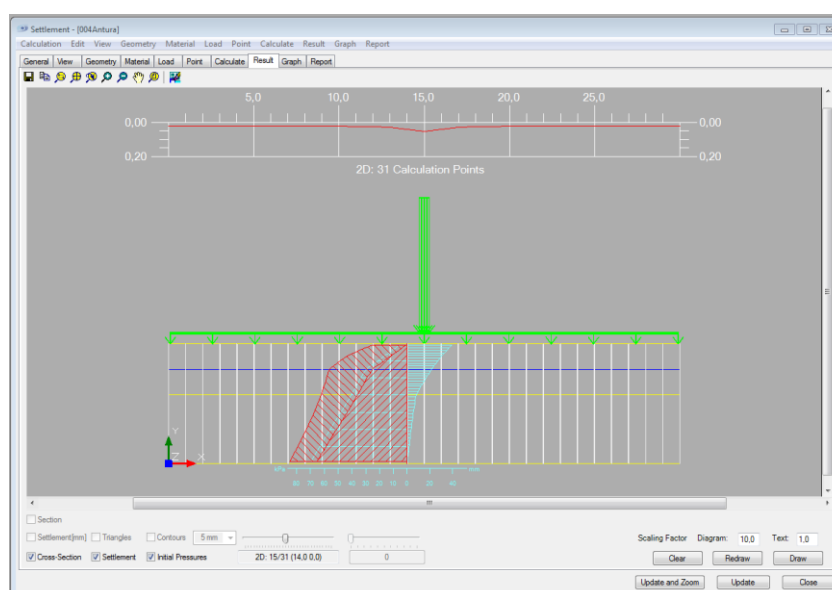 Settlement - [004Antura]
Calculation Edit View Geometry Material Load Point Calculate Result Graph Report
General View Geometry Material Load Point Calculate Result Graph Report
5,0 10,0 15,0 20,0 25,0
0,00 0,00
0,20 0,20
2D: 31 Calculation Points
Y
Z X
kPa mm
80 70 60 50 40 30 20 10 0 20 40
Section
Settlement[mm] Triangles Contours 5 mm
Scaling Factor Diagram: 10,0 Text: 1,0
Cross-Section Settlement Initial Pressures 2D: 15/31 (14,0 0,0) 0 Clear Redraw Draw
Update and Zoom Update Close